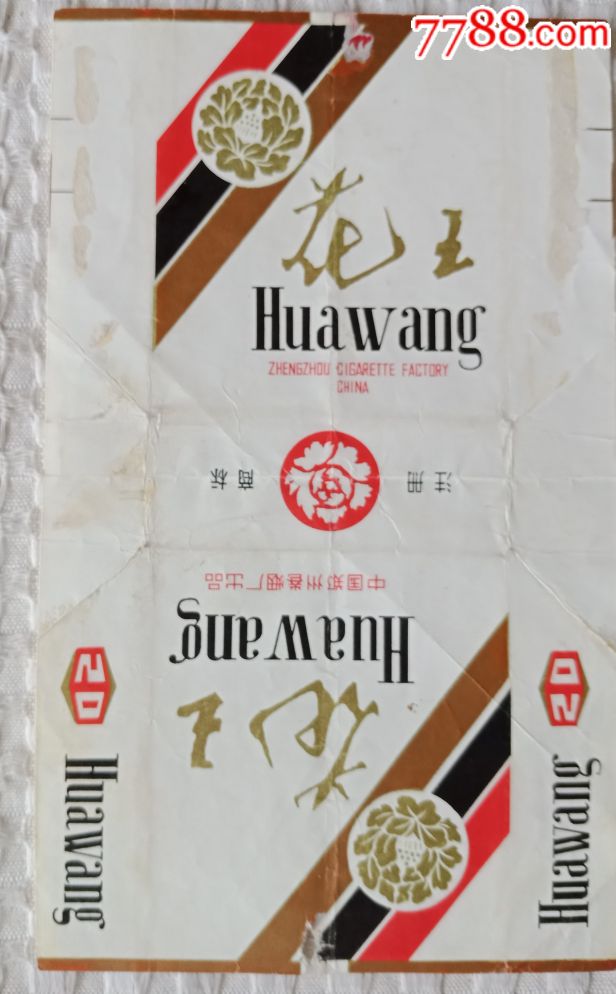 7788.com
花王
Huawang
ZHENGZHOU CIGARETTE FACTORY
CHINA
注册 商标
中国郑州卷烟厂出品
Huawang
花王
20
Huawang
20
Huawang